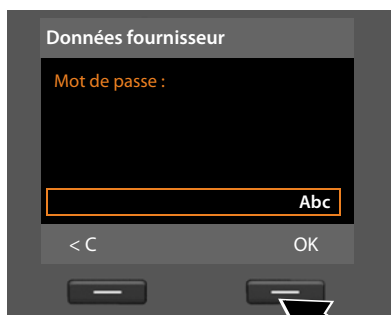 Données fournisseur
Mot de passe :
Abc
< C
OK